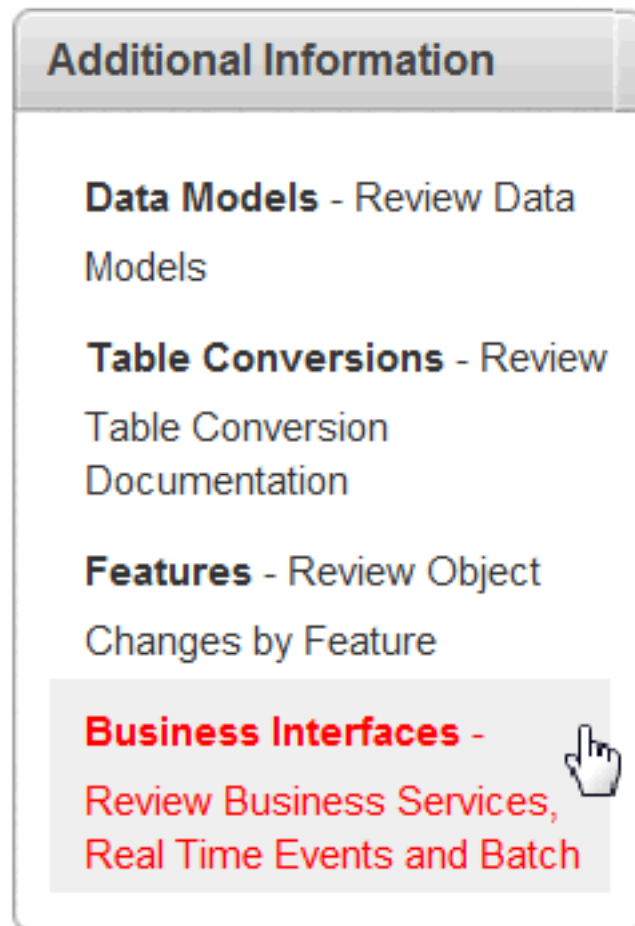 Additional Information
Data Models - Review Data
Models
Table Conversions - Review
Table Conversion
Documentation
Features - Review Object
Changes by Feature
Business Interfaces -
Review Business Services,
Real Time Events and Batch